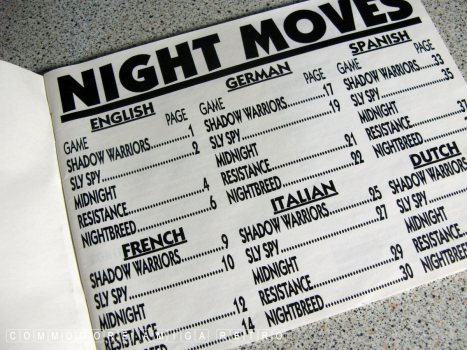 NIGHT MOVES
ENGLISH
GAME PAGE
SHADOW WARRIORS............1
SLY SPY............................2
MIDNIGHT
RESISTANCE......................4
NIGHTBREED.....................6
FRENCH
SHADOW WARRIORS............9
SLY SPY............................10
MIDNIGHT
12
14
GERMAN
GAME PAGE
SHADOW WARRIORS............17
SLY SPY............................19
MIDNIGHT
RESISTANCE......................21
NIGHTBREED.....................22
ITALIAN
SHADOW WARRIORS............25
SLY SPY............................27
MIDNIGHT
RESISTANCE......................29
NIGHTBREED.....................30
SPANISH
GAME PAGE
SHADOW WARRIORS............33
SLY SPY............................35
MIDNIGHT
RESISTANCE
NIGHTBREED
DUTCH
SHADOW
SLY SPY
MIDNIGHT
RESISTANCE
NIGHTBREED
COMMODORE AMIGA RETRO